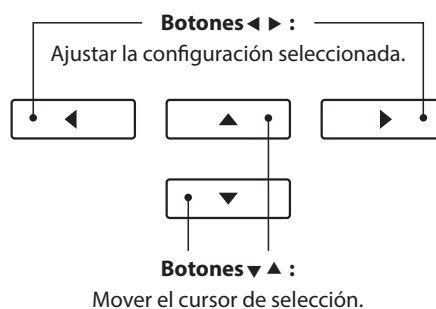 Botones ◀ ▶ :
Ajustar la configuración seleccionada.
Botones ▼ ▲ :
Mover el cursor de selección.